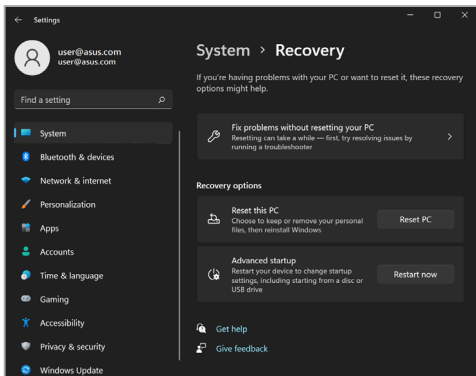 Settings
user@asus.com
user@asus.com
Find a setting
System
Bluetooth & devices
Network & internet
Personalization
Apps
Accounts
Time & language
Gaming
Accessibility
Privacy & security
Windows Update
System > Recovery
If you're having problems with your PC or want to reset it, these recovery
options might help.
Fix problems without resetting your PC
Resetting can take a while — first, try resolving issues by
running a troubleshooter
Recovery options
Reset this PC
Choose to keep or remove your personal
files, then reinstall Windows
Reset PC
Advanced startup
Restart your device to change startup
settings, including starting from a disc or
USB drive
Restart now
Get help
Give feedback